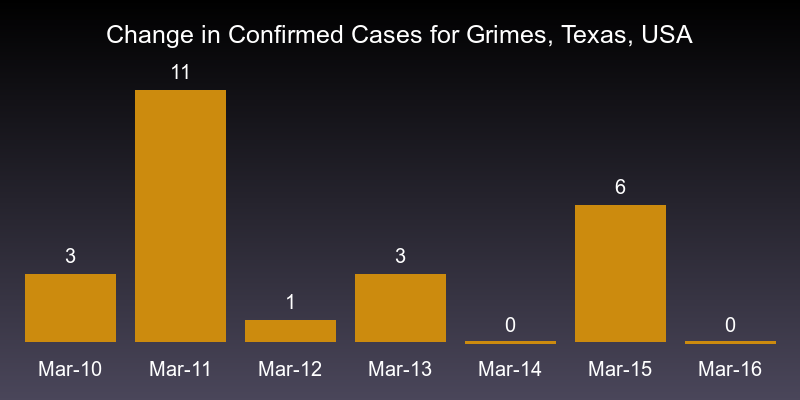 Change in Confirmed Cases for Grimes, Texas, USA
3
11
1
3
0
6
0
Mar-10
Mar-11
Mar-12
Mar-13
Mar-14
Mar-15
Mar-16